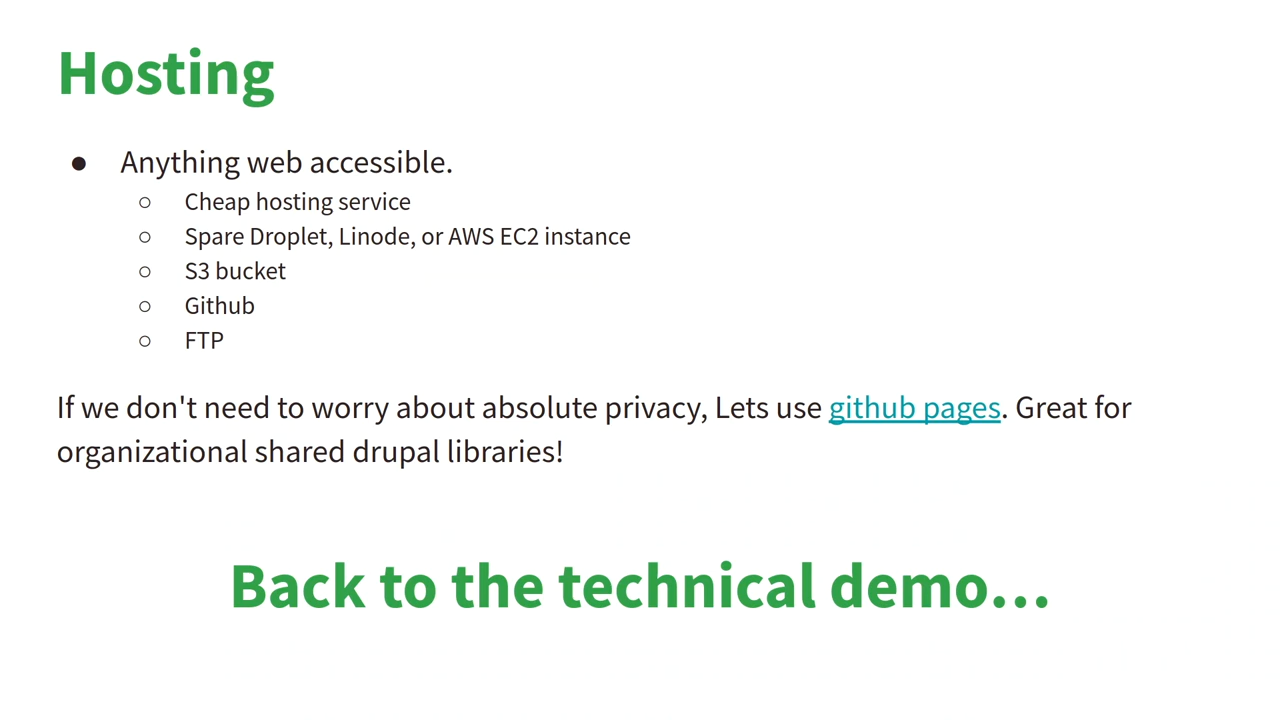 Hosting
● Anything web accessible.
○ Cheap hosting service
○ Spare Droplet, Linode, or AWS EC2 instance
○ S3 bucket
○ Github
○ FTP
If we don't need to worry about absolute privacy, Lets use github pages. Great for
organizational shared drupal libraries!
Back to the technical demo…